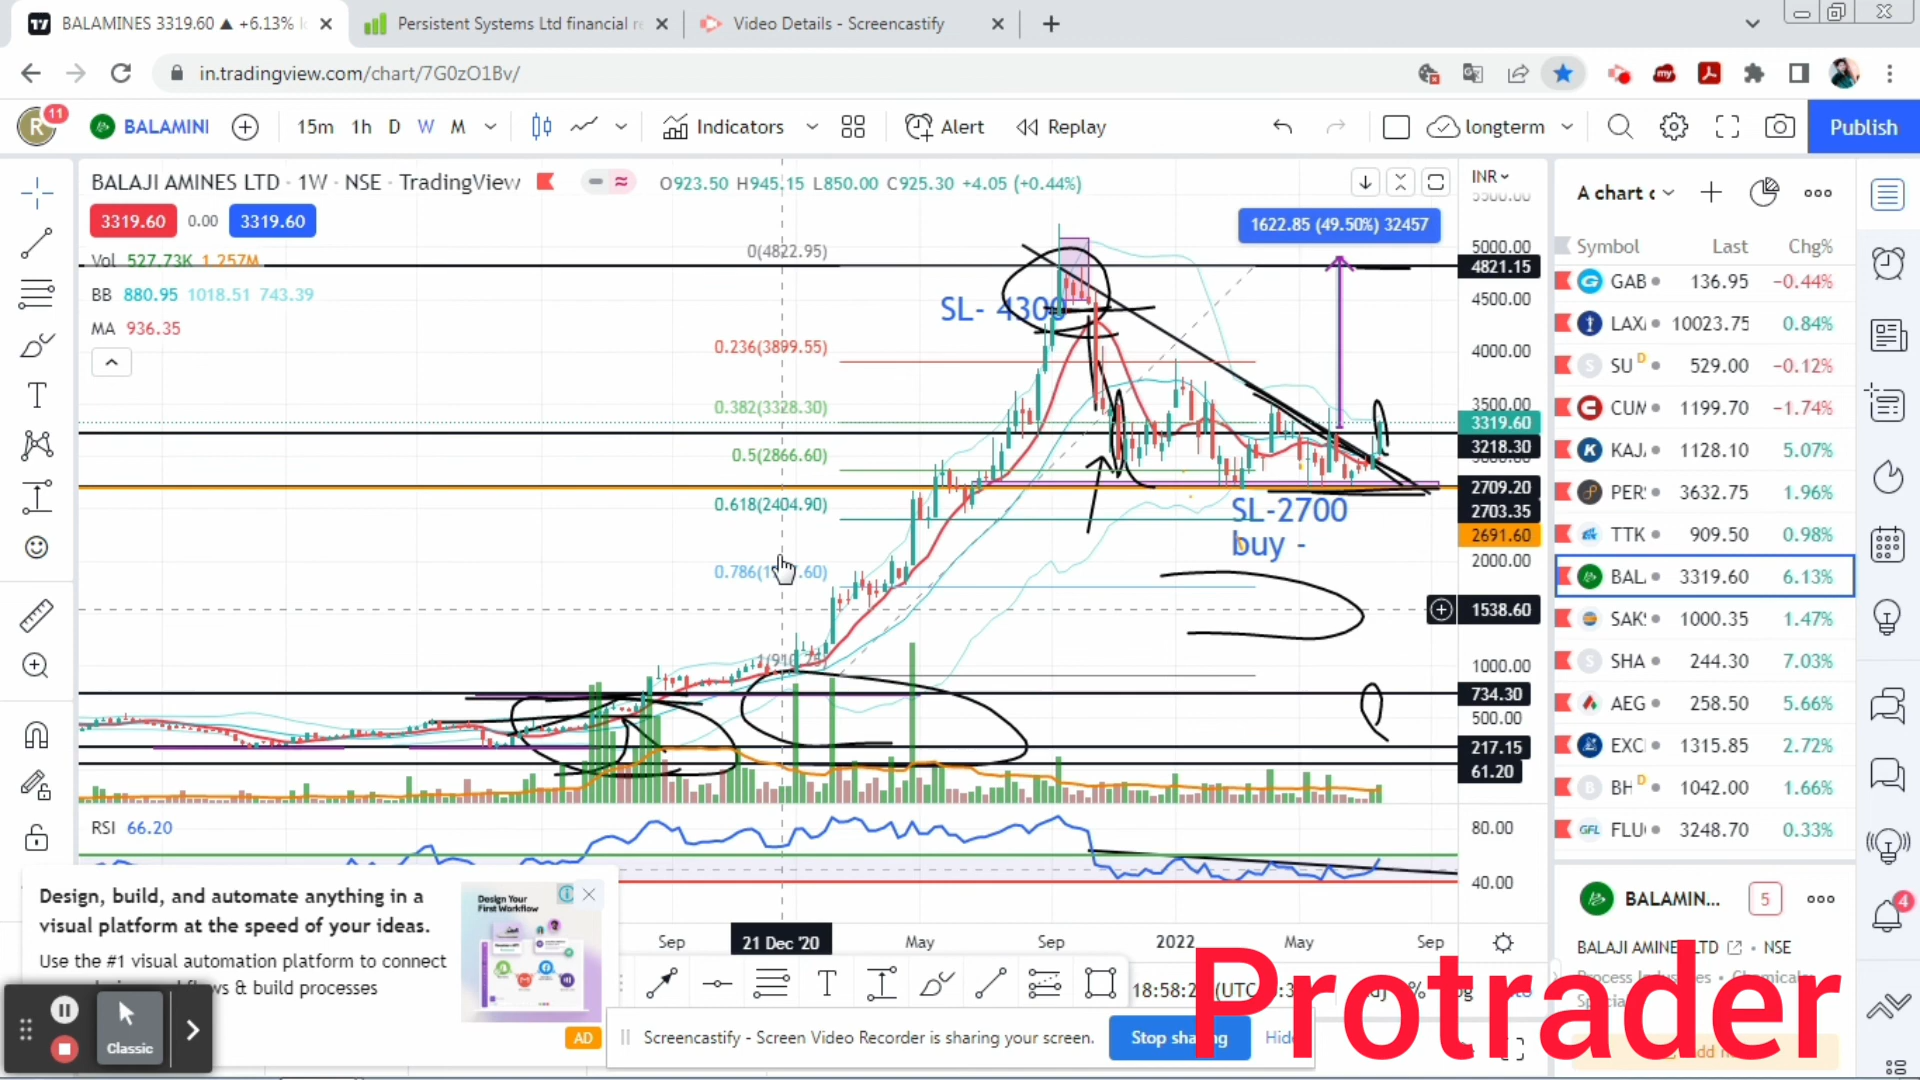 BALAMINES 3319.60 ▲ +6.13%
Persistent Systems Ltd financial
Video Details - Screencastify
in.tradingview.com/chart/7G0zO1Bv/
R 11 BALAMINI 15m 1h D W M Indicators Alert Replay longterm Publish
BALAJI AMINES LTD · 1W · NSE · TradingView O923.50 H945.15 L850.00 C925.30 +4.05 (+0.44%)
3319.60 0.00 3319.60
Vol 527.73K 1.257M
BB 880.95 1018.51 743.39
MA 936.35
0(4822.95)
0.236(3899.55)
0.382(3328.30)
0.5(2866.60)
0.618(2404.90)
SL- 4300
1622.85 (49.50%) 32457
SL-2700
buy -
INR
5000.00
4821.15
4500.00
4000.00
3500.00
3319.60
3218.30
2709.20
2703.35
2691.60
2000.00
1538.60
1000.00
734.30
500.00
217.15
61.20
RSI 66.20
80.00
40.00
Sep 21 Dec '20 May Sep 2022 May Sep
A chart
Symbol Last Chg%
GAB 136.95 −0.44%
LAX 10023.75 0.84%
SU D 529.00 −0.12%
CUM 1199.70 −1.74%
KAJ 1128.10 5.07%
PER 3632.75 1.96%
TTK 909.50 0.98%
BAL 3319.60 6.13%
SAK 1000.35 1.47%
SHA 244.30 7.03%
AEG 258.50 5.66%
EXC 1315.85 2.72%
BH D 1042.00 1.66%
GFL FLU 3248.70 0.33%
BALAMIN... 5
4
NSE
Design, build, and automate anything in a
visual platform at the speed of your ideas.
Use the #1 visual automation platform to connect
& build processes
Design Your
First Workflow
AD
Classic
Screencastify - Screen Video Recorder is sharing your screen.
Stop
Protrader